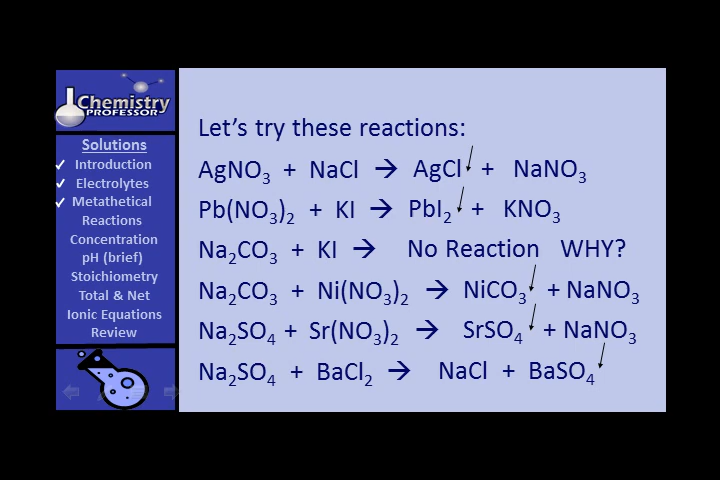 Chemistry
PROFESSOR
Solutions
Introduction
Electrolytes
Metathetical
Reactions
Concentration
pH (brief)
Stoichiometry
Total & Net
Ionic Equations
Review
Let's try these reactions:
AgNO₃ + NaCl → AgCl↓ + NaNO₃
Pb(NO₃)₂ + KI → PbI₂↓ + KNO₃
Na₂CO₃ + KI → No Reaction WHY?
Na₂CO₃ + Ni(NO₃)₂ → NiCO₃↓ + NaNO₃
Na₂SO₄ + Sr(NO₃)₂ → SrSO₄↓ + NaNO₃
Na₂SO₄ + BaCl₂ → NaCl + BaSO₄↓